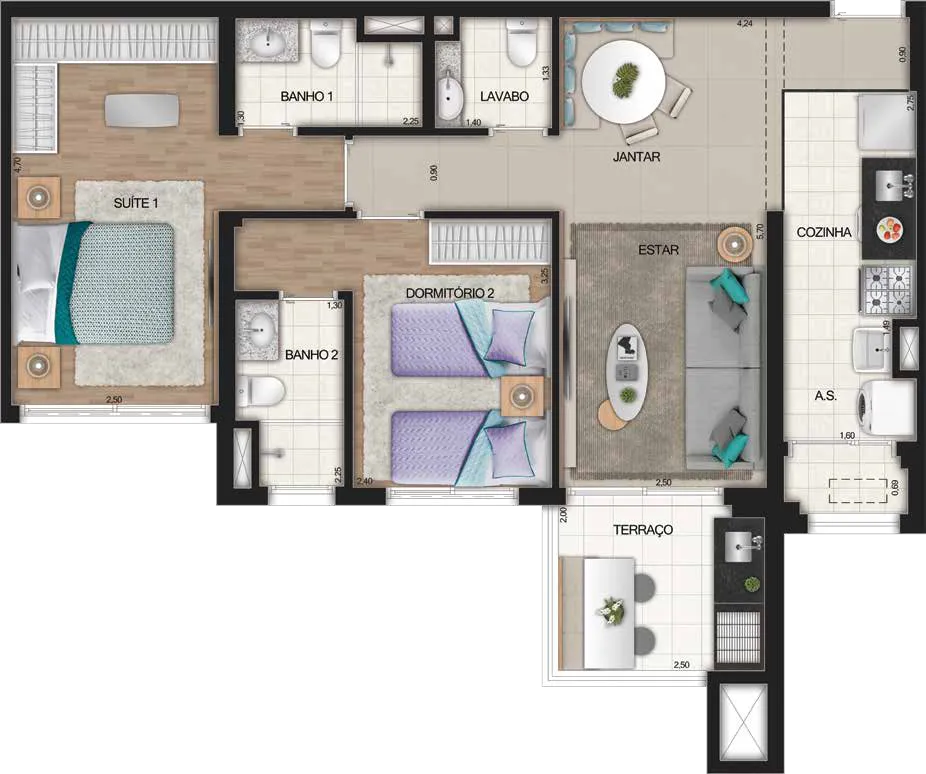 4,24
0,90
BANHO 1
LAVABO
1,33
2,75
1,30
2,25
1,40
JANTAR
4,70
0,90
SUÍTE 1
COZINHA
5,70
ESTAR
3,25
DORMITÓRIO 2
1,30
1,49
BANHO 2
2,50
A.S.
1,60
2,25
2,40
2,50
0,69
2,00
TERRAÇO
2,50